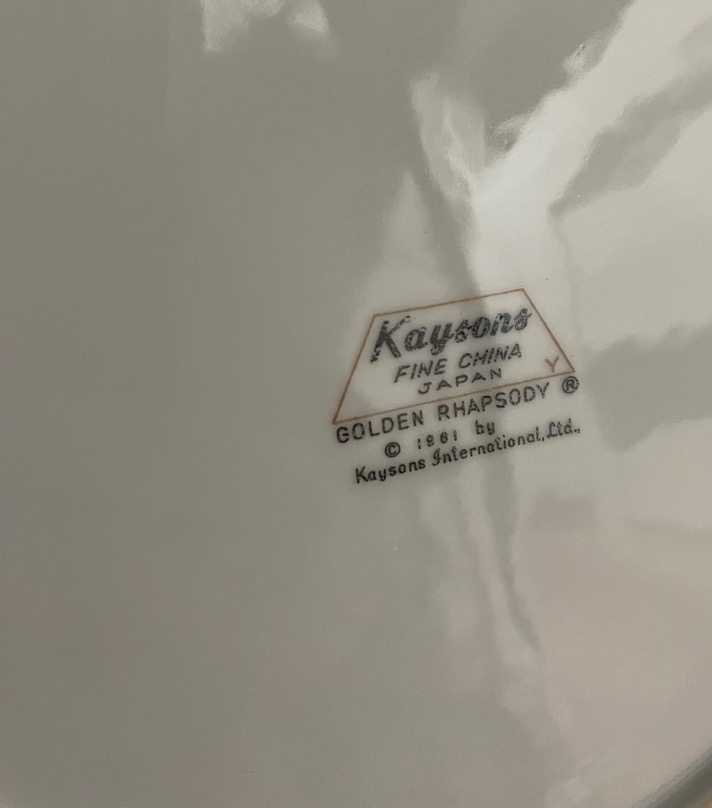 Kaysons
FINE CHINA
JAPAN Y
GOLDEN RHAPSODY ®
© 1961 by
Kaysons International, Ltd.,